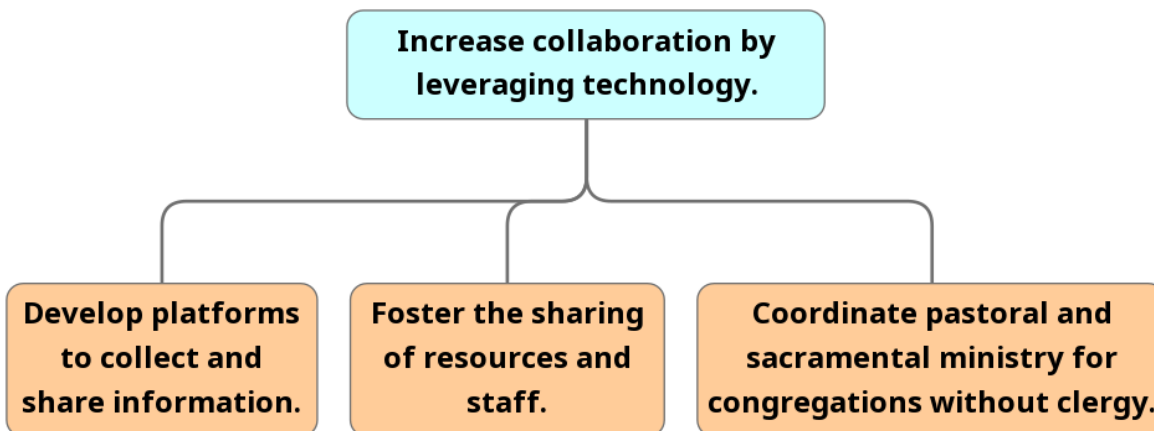 Increase collaboration by
leveraging technology.
Develop platforms
to collect and
share information.
Foster the sharing
of resources and
staff.
Coordinate pastoral and
sacramental ministry for
congregations without clergy.